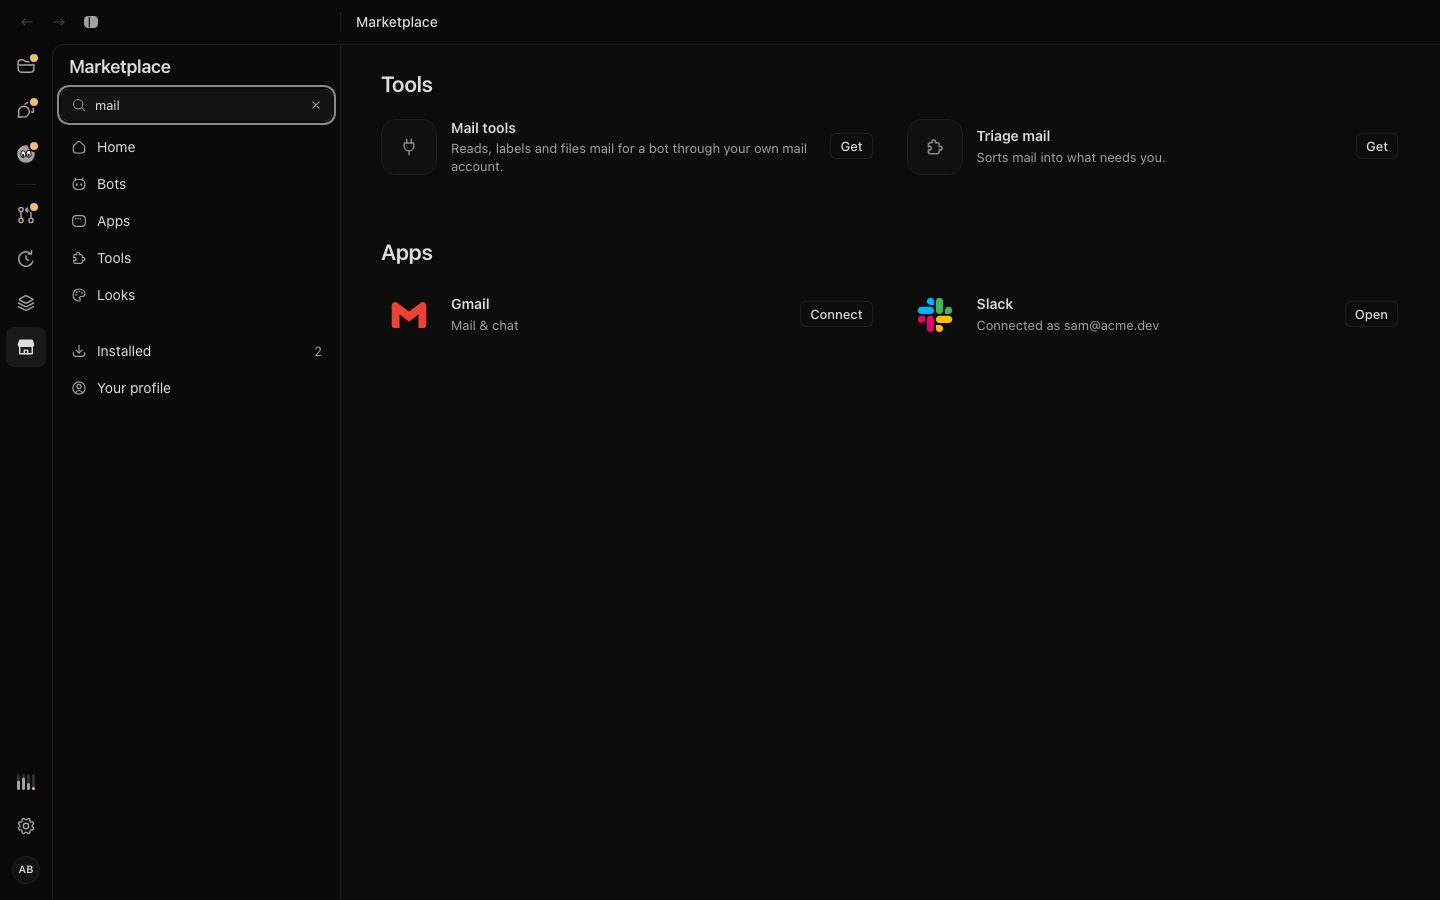 Marketplace
Marketplace
mail
Home
Bots
Apps
Tools
Looks
Installed
2
Your profile
AB
Tools
Mail tools
Reads, labels and files mail for a bot through your own mail
account.
Get
Triage mail
Sorts mail into what needs you.
Get
Apps
Gmail
Mail & chat
Connect
Slack
Connected as sam@acme.dev
Open